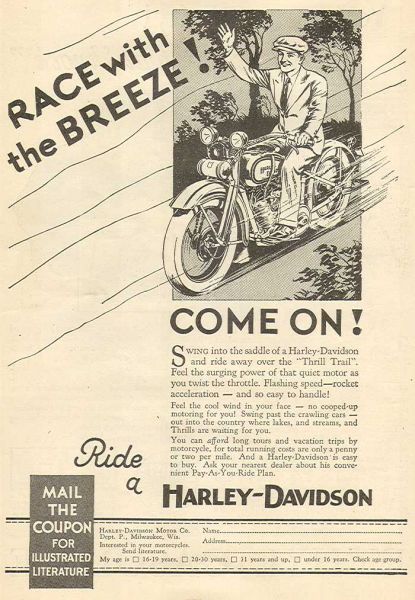 RACE with
the BREEZE!
COME ON!
SWING into the saddle of a Harley-Davidson
and ride away over the "Thrill Trail".
Feel the surging power of that quiet motor as
you twist the throttle. Flashing speed—rocket
acceleration — and so easy to handle!
Feel the cool wind in your face — no cooped-up
motoring for you! Swing past the crawling cars —
out into the country where lakes, and streams, and
Thrills are waiting for you.
You can afford long tours and vacation trips by
motorcycle, for total running costs are only a penny
or two per mile. And a Harley-Davidson is easy
to buy. Ask your nearest dealer about his conve-
nient Pay-As-You-Ride Plan.
Ride
a
HARLEY-DAVIDSON
MAIL
THE
COUPON
FOR
ILLUSTRATED
LITERATURE
HARLEY-DAVIDSON MOTOR CO.
Dept. P., Milwaukee, Wis.
Interested in your motorcycles.
Send literature.
Name
Address
My age is □ 16-19 years, □ 20-30 years, □ 31 years and up, □ under 16 years. Check age group.